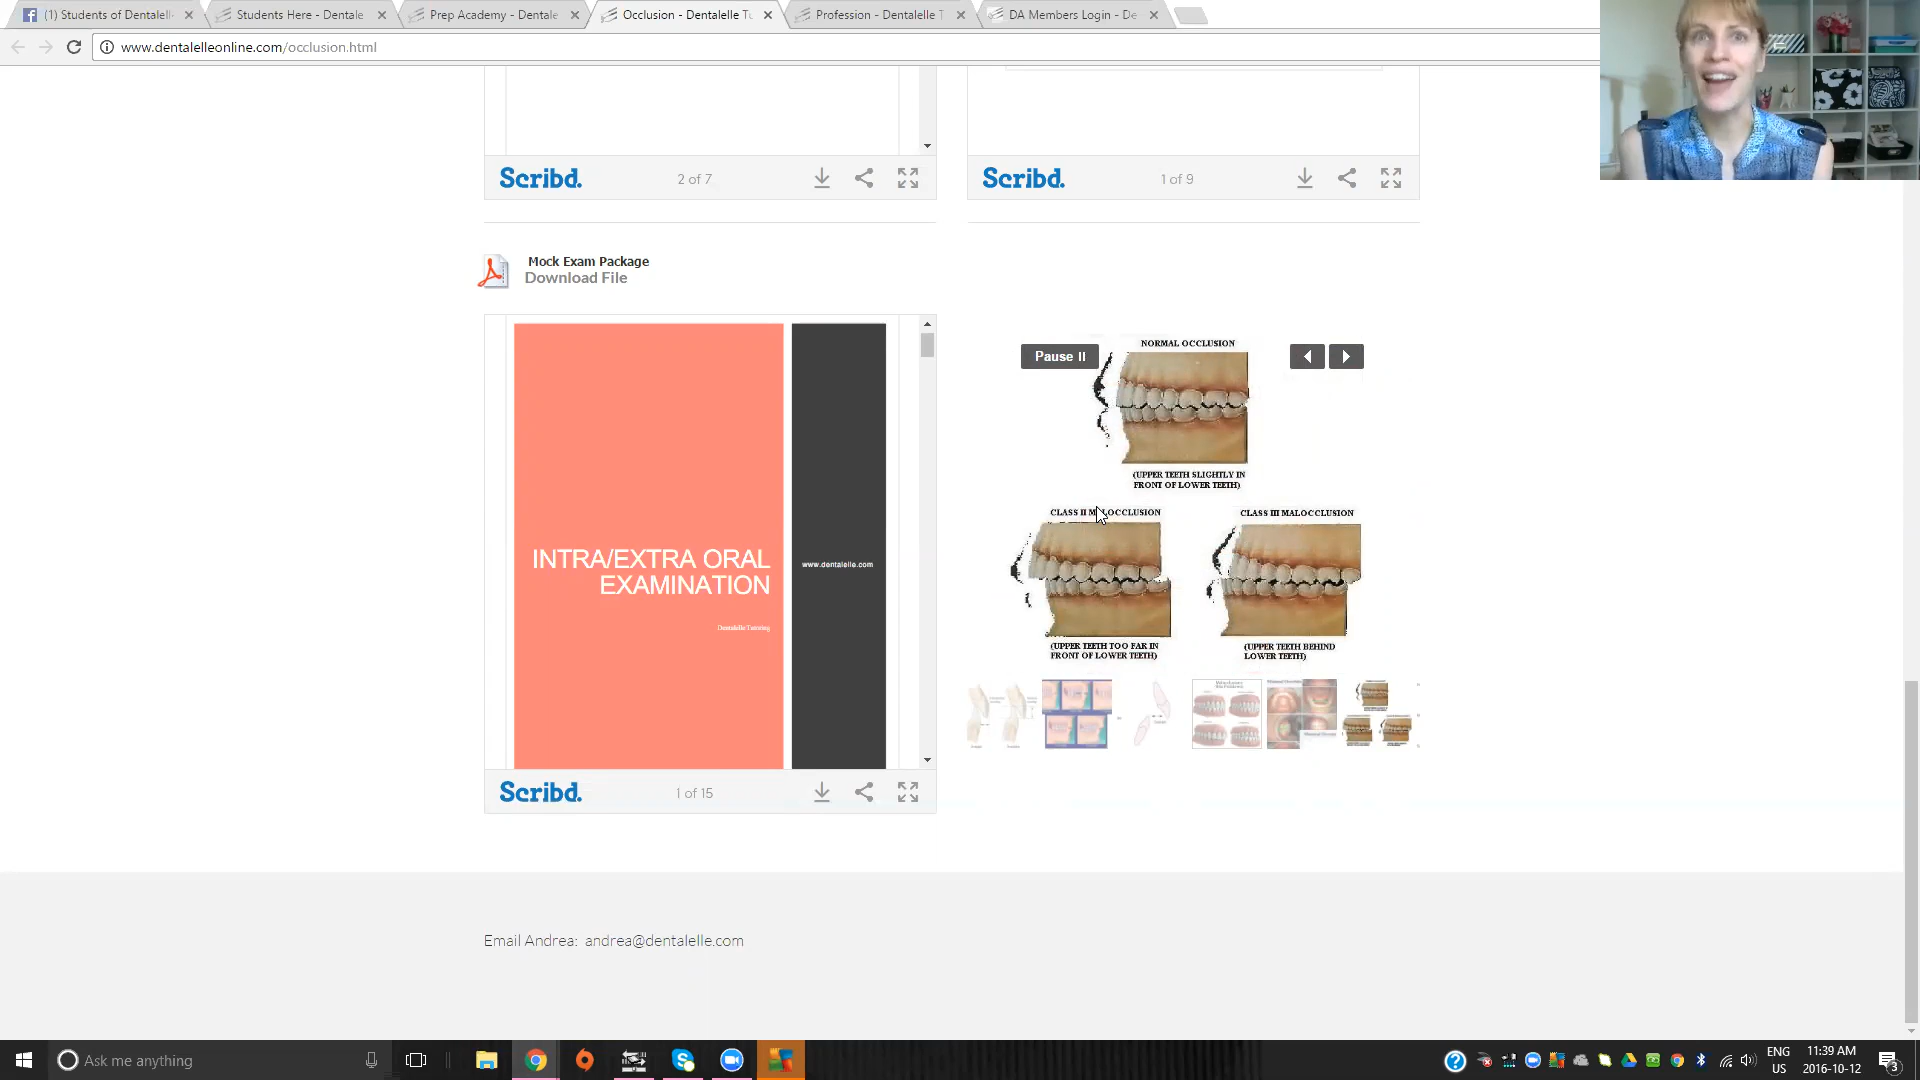 (1) Students of Dentalell
Students Here - Dentale
Prep Academy - Dentale
Occlusion - Dentalelle Tu
Profession - Dentalelle T
DA Members Login - De
www.dentalelleonline.com/occlusion.html
Scribd.
2 of 7
Scribd.
1 of 9
Mock Exam Package
Download File
INTRA/EXTRA ORAL
EXAMINATION
Dentalelle Tutoring
www.dentalelle.com
Scribd.
1 of 15
Pause II
NORMAL OCCLUSION
(UPPER TEETH SLIGHTLY IN
FRONT OF LOWER TEETH)
CLASS II MALOCCLUSION
(UPPER TEETH TOO FAR IN
FRONT OF LOWER TEETH)
CLASS III MALOCCLUSION
(UPPER TEETH BEHIND
LOWER TEETH)
Email Andrea: andrea@dentalelle.com
Ask me anything
ENG
US
11:39 AM
2016-10-12
3